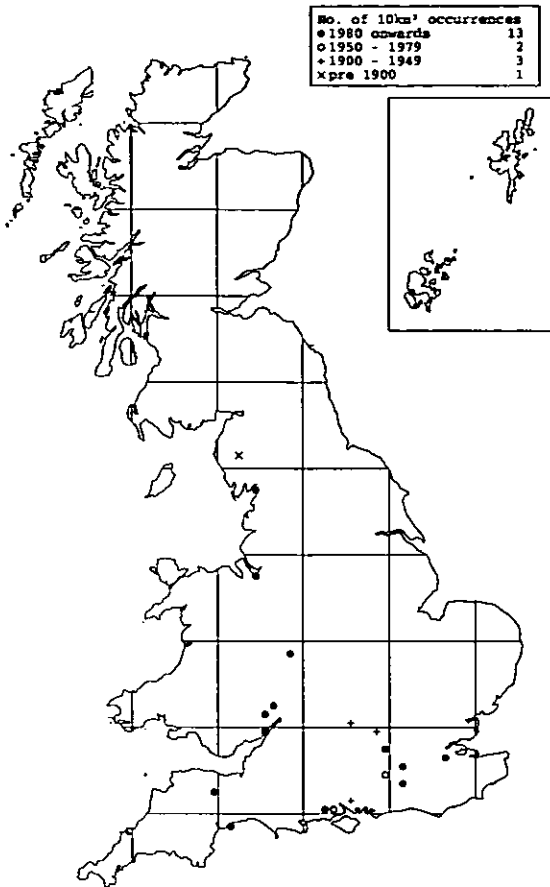 No. of 10km² occurrences
● 1980 onwards 13
○ 1950 - 1979 2
+ 1900 - 1949 3
× pre 1900 1